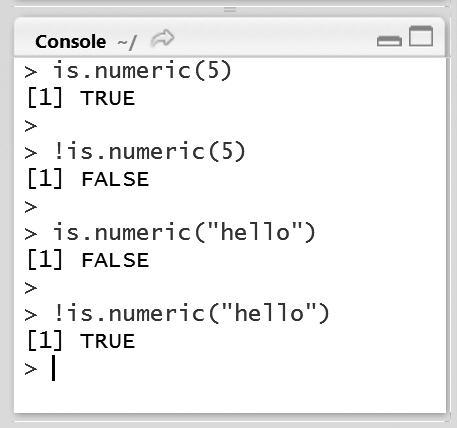 Console ~/
> is.numeric(5)
[1] TRUE
>
> !is.numeric(5)
[1] FALSE
>
> is.numeric("hello")
[1] FALSE
>
> !is.numeric("hello")
[1] TRUE
>